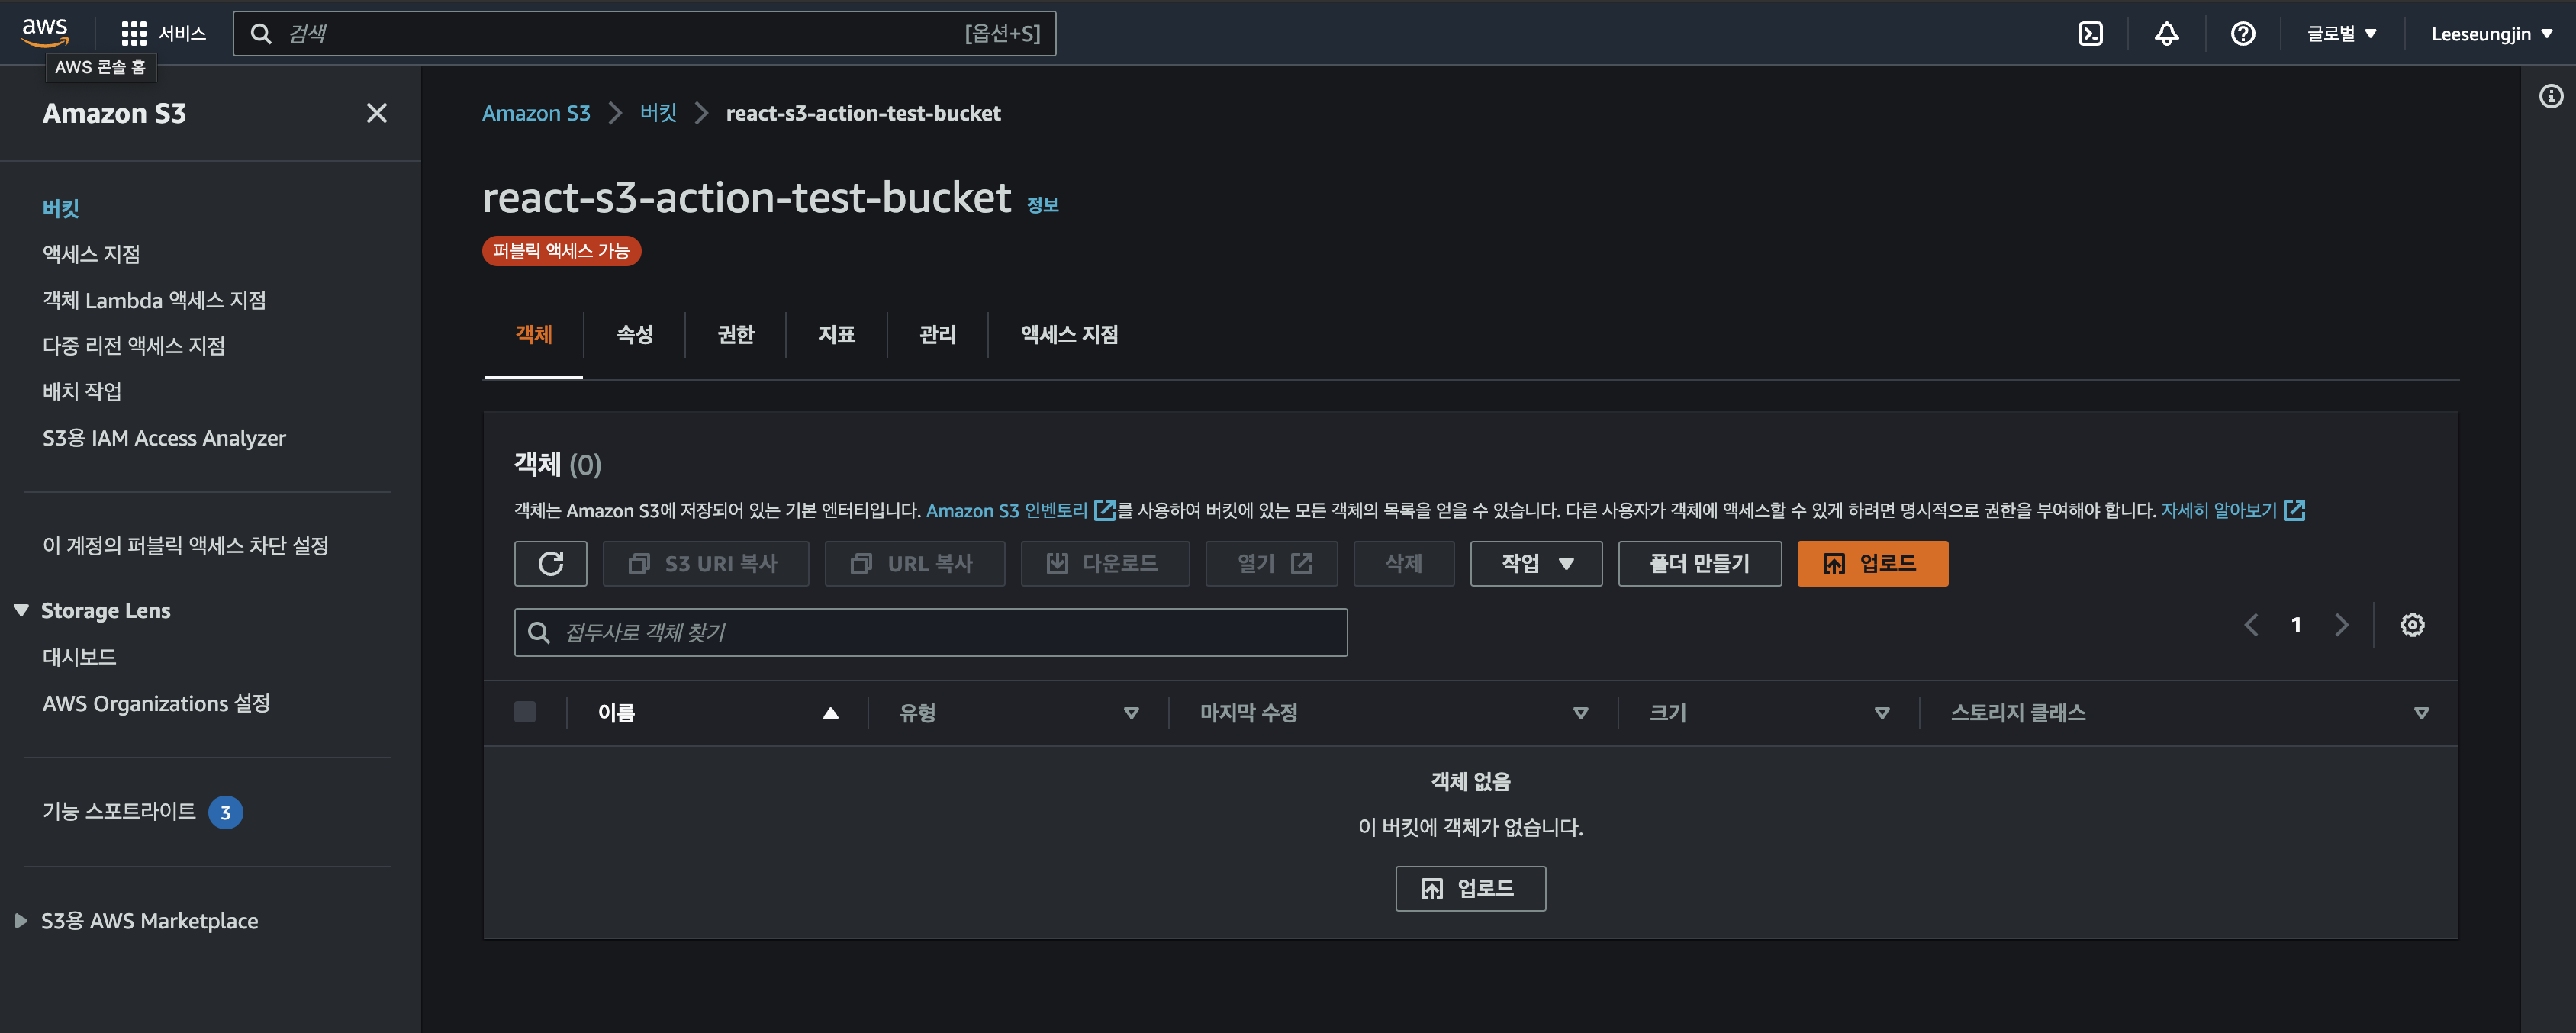 aws
서비스
검색
[옵션+S]
글로벌
Leeseungjin
AWS 콘솔 홈
Amazon S3
버킷
액세스 지점
객체 Lambda 액세스 지점
다중 리전 액세스 지점
배치 작업
S3용 IAM Access Analyzer
이 계정의 퍼블릭 액세스 차단 설정
Storage Lens
대시보드
AWS Organizations 설정
기능 스포트라이트 3
S3용 AWS Marketplace
Amazon S3 버킷 react-s3-action-test-bucket
react-s3-action-test-bucket 정보
퍼블릭 액세스 가능
객체 속성 권한 지표 관리 액세스 지점
객체 (0)
객체는 Amazon S3에 저장되어 있는 기본 엔터티입니다. Amazon S3 인벤토리를 사용하여 버킷에 있는 모든 객체의 목록을 얻을 수 있습니다. 다른 사용자가 객체에 액세스할 수 있게 하려면 명시적으로 권한을 부여해야 합니다. 자세히 알아보기
S3 URI 복사 URL 복사 다운로드 열기 삭제 작업 폴더 만들기 업로드
접두사로 객체 찾기
1
이름 유형 마지막 수정 크기 스토리지 클래스
객체 없음
이 버킷에 객체가 없습니다.
업로드